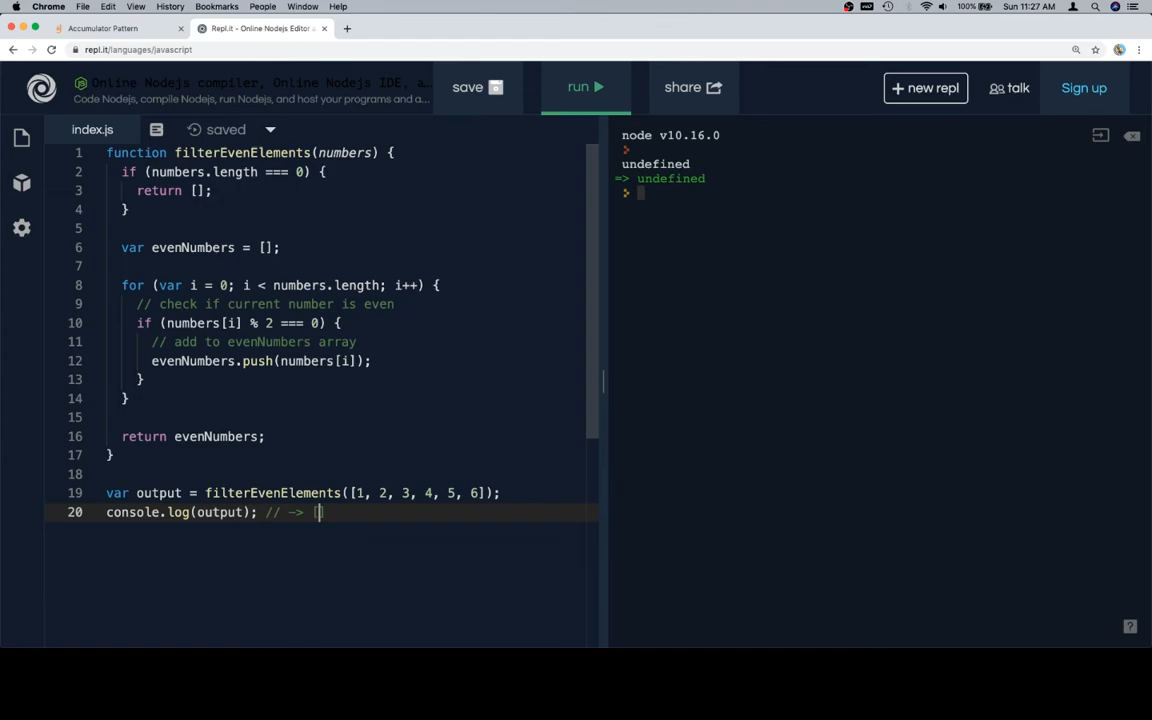 Chrome File Edit View History Bookmarks People Window Help 100% Sun 11:27 AM
Accumulator Pattern × Repl.it - Online Nodejs Editor a × +
repl.it/languages/javascript
Online Nodejs compiler, Online Nodejs IDE, a...
Code Nodejs, compile Nodejs, run Nodejs, and host your programs and a...
save run share + new repl talk Sign up
index.js saved
1 function filterEvenElements(numbers) {
2 if (numbers.length === 0) {
3 return [];
4 }
5
6 var evenNumbers = [];
7
8 for (var i = 0; i < numbers.length; i++) {
9 // check if current number is even
10 if (numbers[i] % 2 === 0) {
11 // add to evenNumbers array
12 evenNumbers.push(numbers[i]);
13 }
14 }
15
16 return evenNumbers;
17 }
18
19 var output = filterEvenElements([1, 2, 3, 4, 5, 6]);
20 console.log(output); // -> []
node v10.16.0
>
undefined
=> undefined
>
?